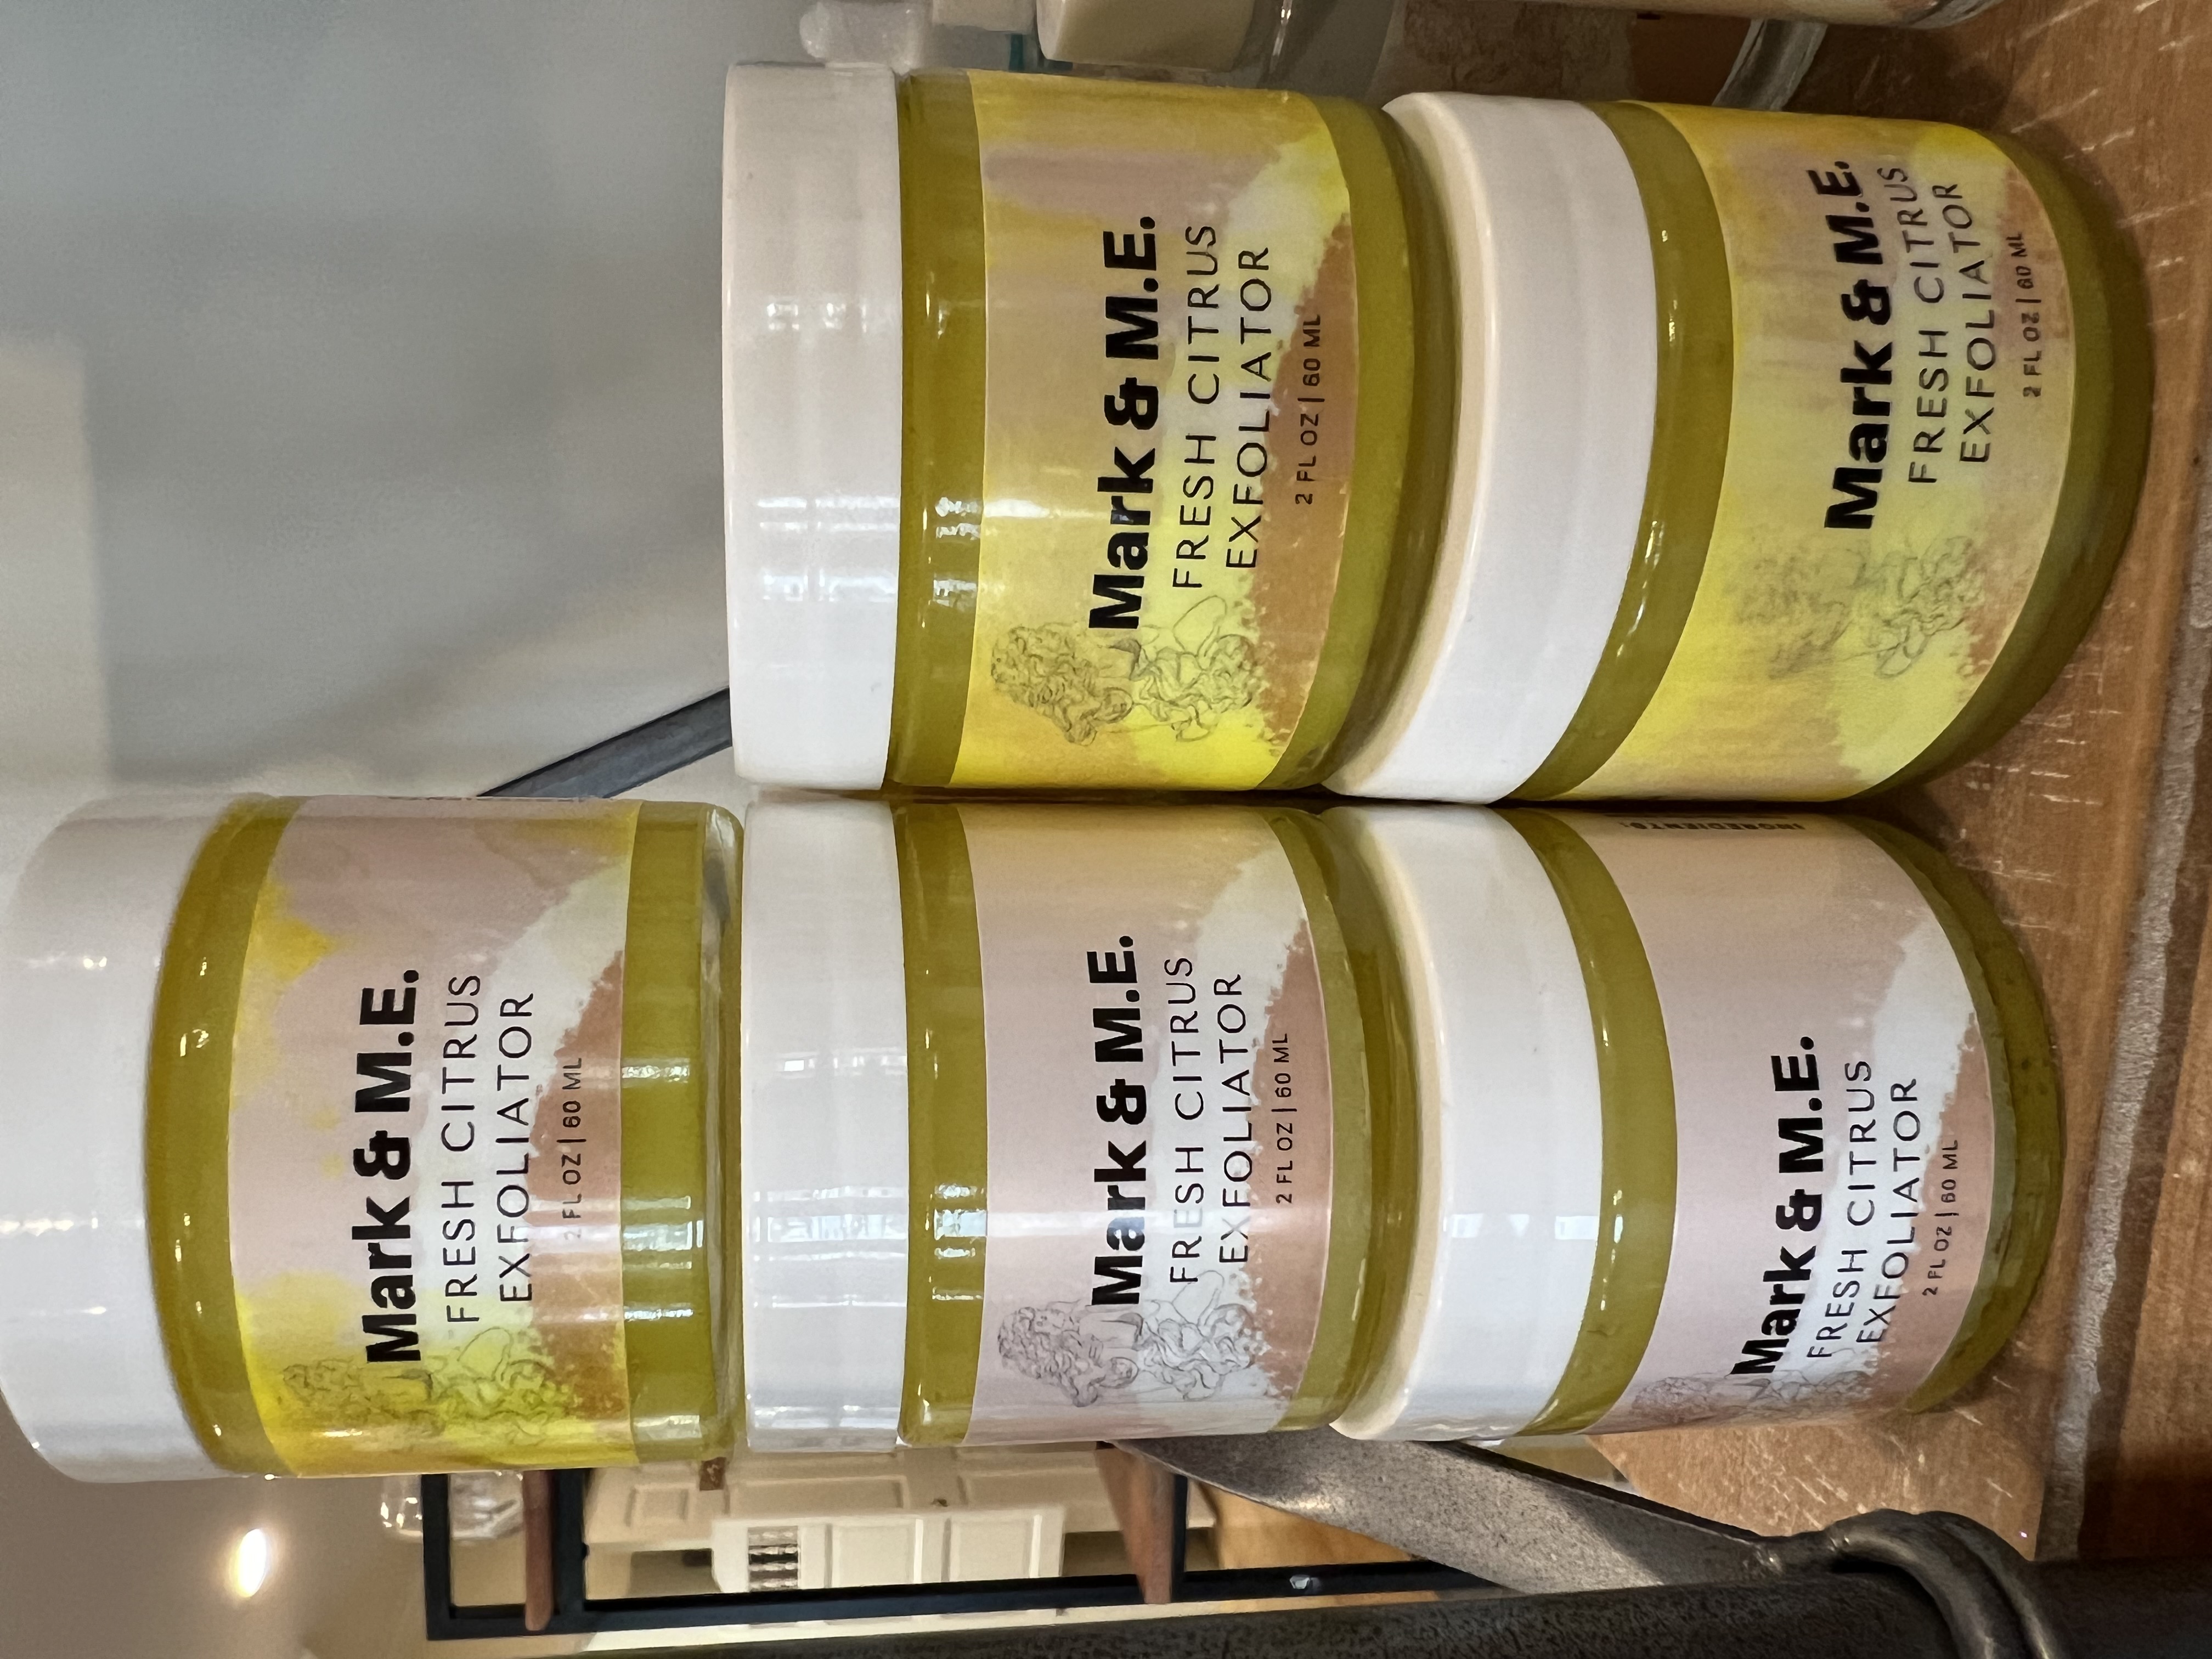 Mark & M.E.
FRESH CITRUS
EXFOLIATOR
2 FL OZ | 60 ML
Mark & M.E.
FRESH CITRUS
EXFOLIATOR
2 FL OZ | 60 ML
Mark & M.E.
FRESH CITRUS
EXFOLIATOR
2 FL OZ | 60 ML
Mark & M.E.
FRESH CITRUS
EXFOLIATOR
2 FL OZ | 60 ML
INGREDIENTS:
Mark & M.E.
FRESH CITRUS
EXFOLIATOR
2 FL OZ | 60 ML